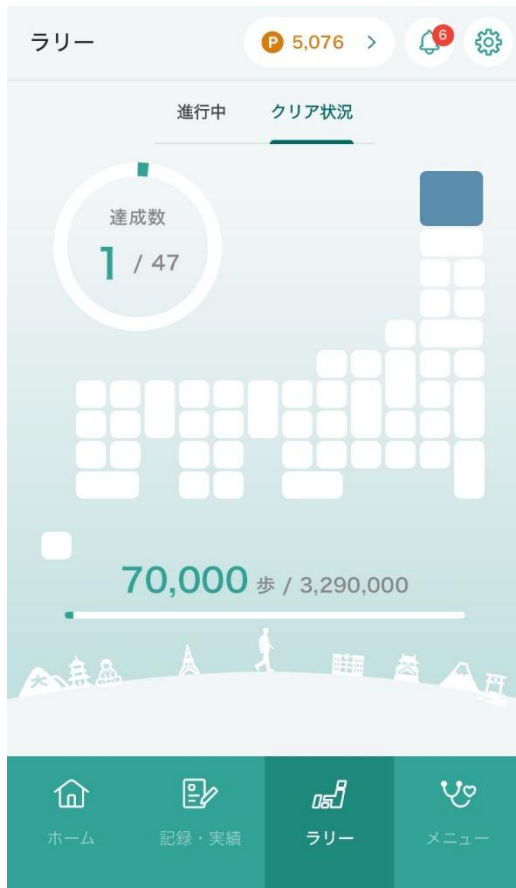 ラリー
P 5,076 >
6
進行中 クリア状況
達成数
1 / 47
70,000 歩 / 3,290,000
大
ホーム 記録・実績 ラリー メニュー